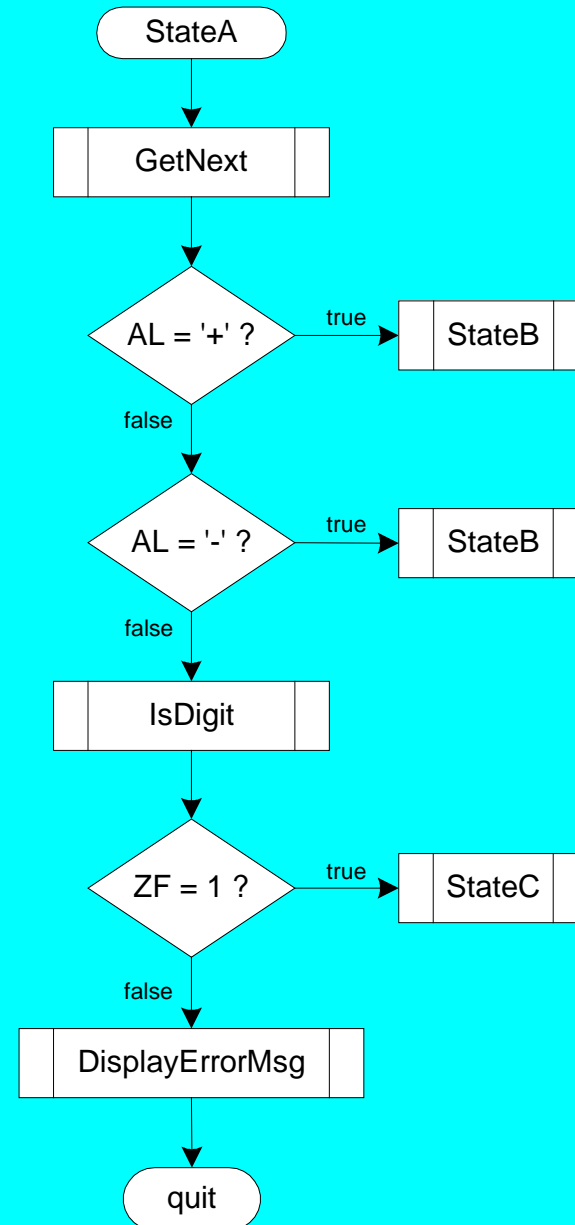 StateA
GetNext
AL = '+' ?
true
StateB
false
AL = '-' ?
true
StateB
false
IsDigit
ZF = 1 ?
true
StateC
false
DisplayErrorMsg
quit